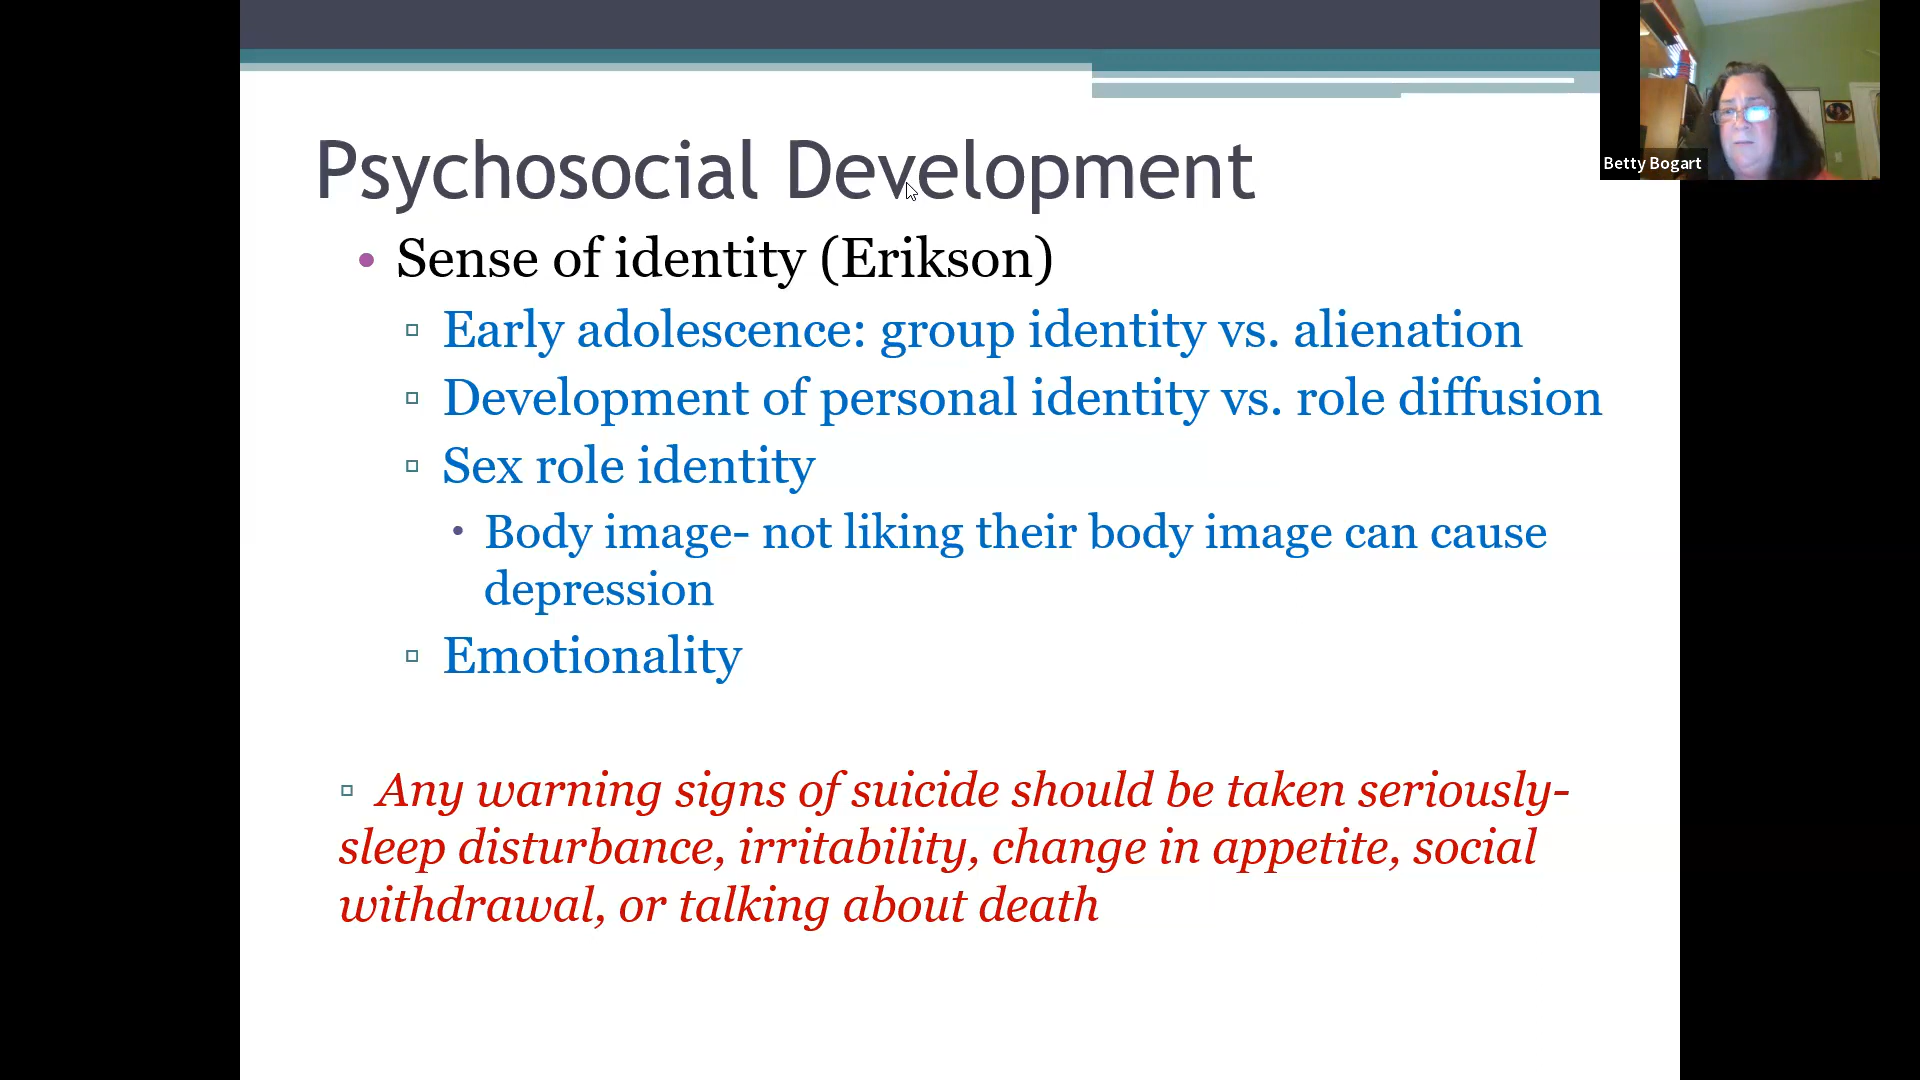 Psychosocial Development
• Sense of identity (Erikson)
▫ Early adolescence: group identity vs. alienation
▫ Development of personal identity vs. role diffusion
▫ Sex role identity
• Body image- not liking their body image can cause
depression
▫ Emotionality
▫ Any warning signs of suicide should be taken seriously-
sleep disturbance, irritability, change in appetite, social
withdrawal, or talking about death
Betty Bogart